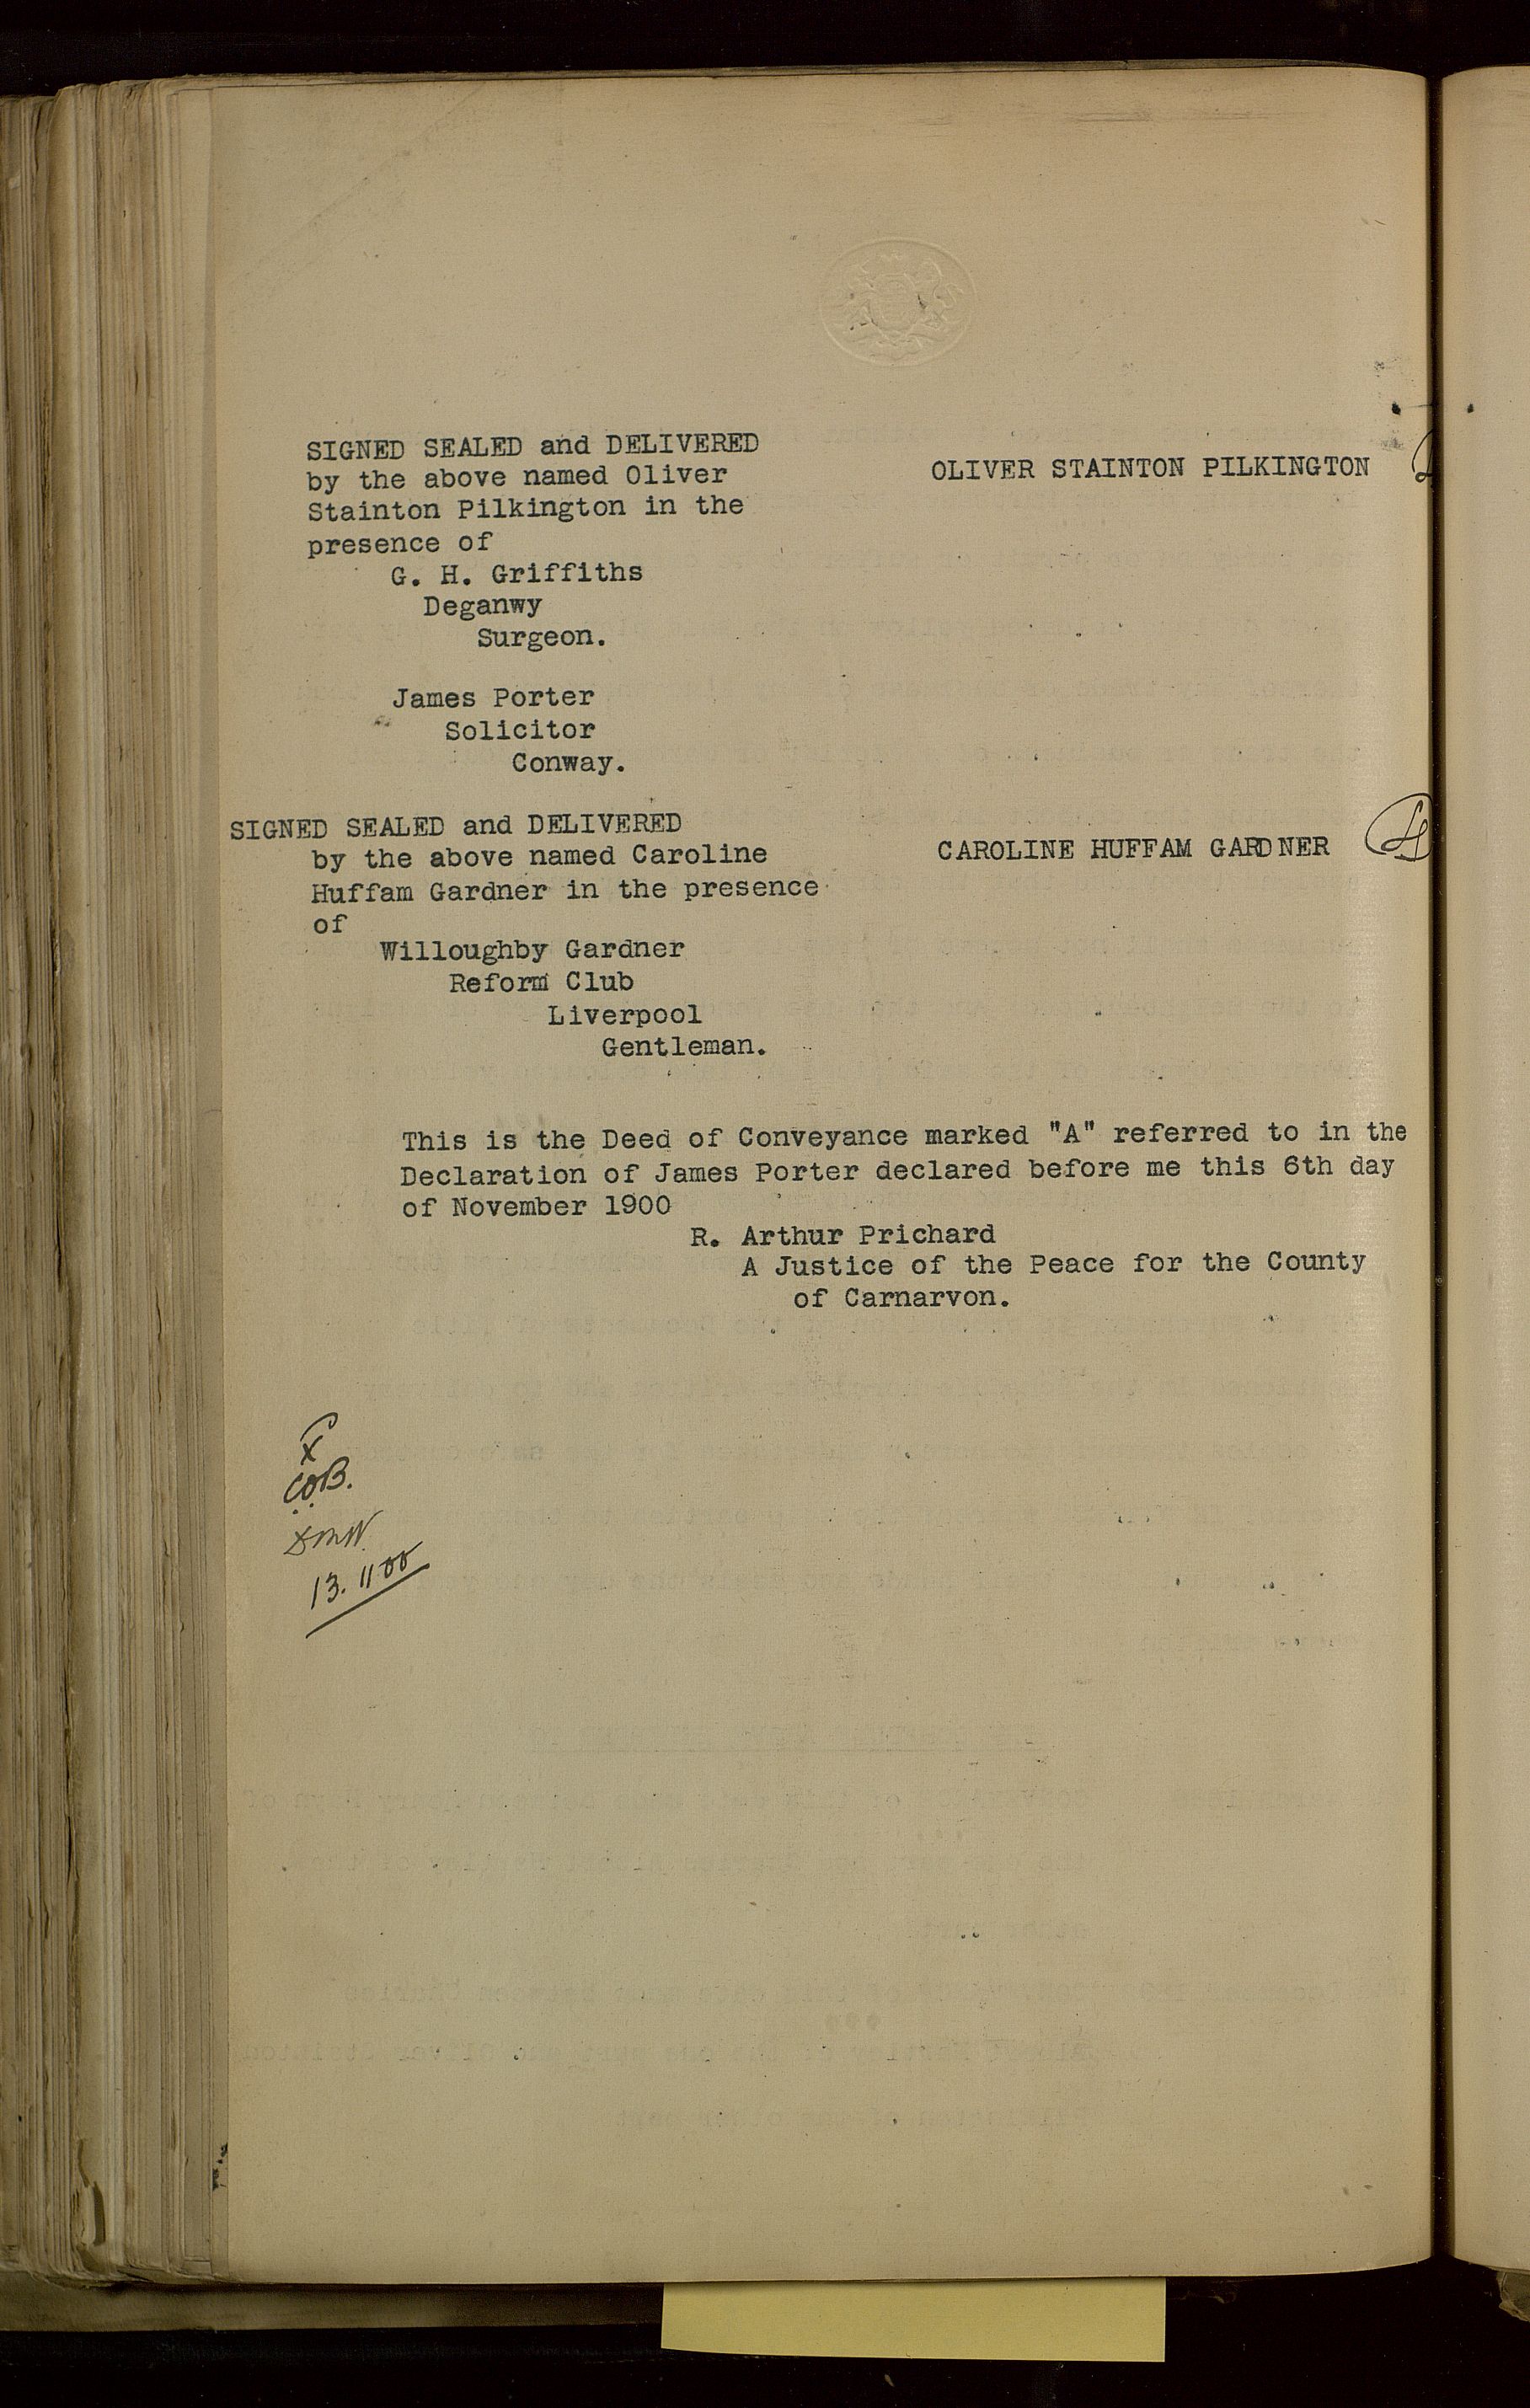 SIGNED SEALED and DELIVERED
by the above named Oliver
Stainton Pilkington in the
presence of
G. H. Griffiths
Deganwy
Surgeon.
OLIVER STAINTON PILKINGTON
James Porter
Solicitor
Conway.
SIGNED SEALED and DELIVERED
by the above named Caroline
Huffam Gardner in the presence
of
Willoughby Gardner
Reform Club
Liverpool
Gentleman.
CAROLINE HUFFAM GARDNER
This is the Deed of Conveyance marked "A" referred to in the
Declaration of James Porter declared before me this 6th day
of November 1900
R. Arthur Prichard
A Justice of the Peace for the County
of Carnarvon.
13. 11 00